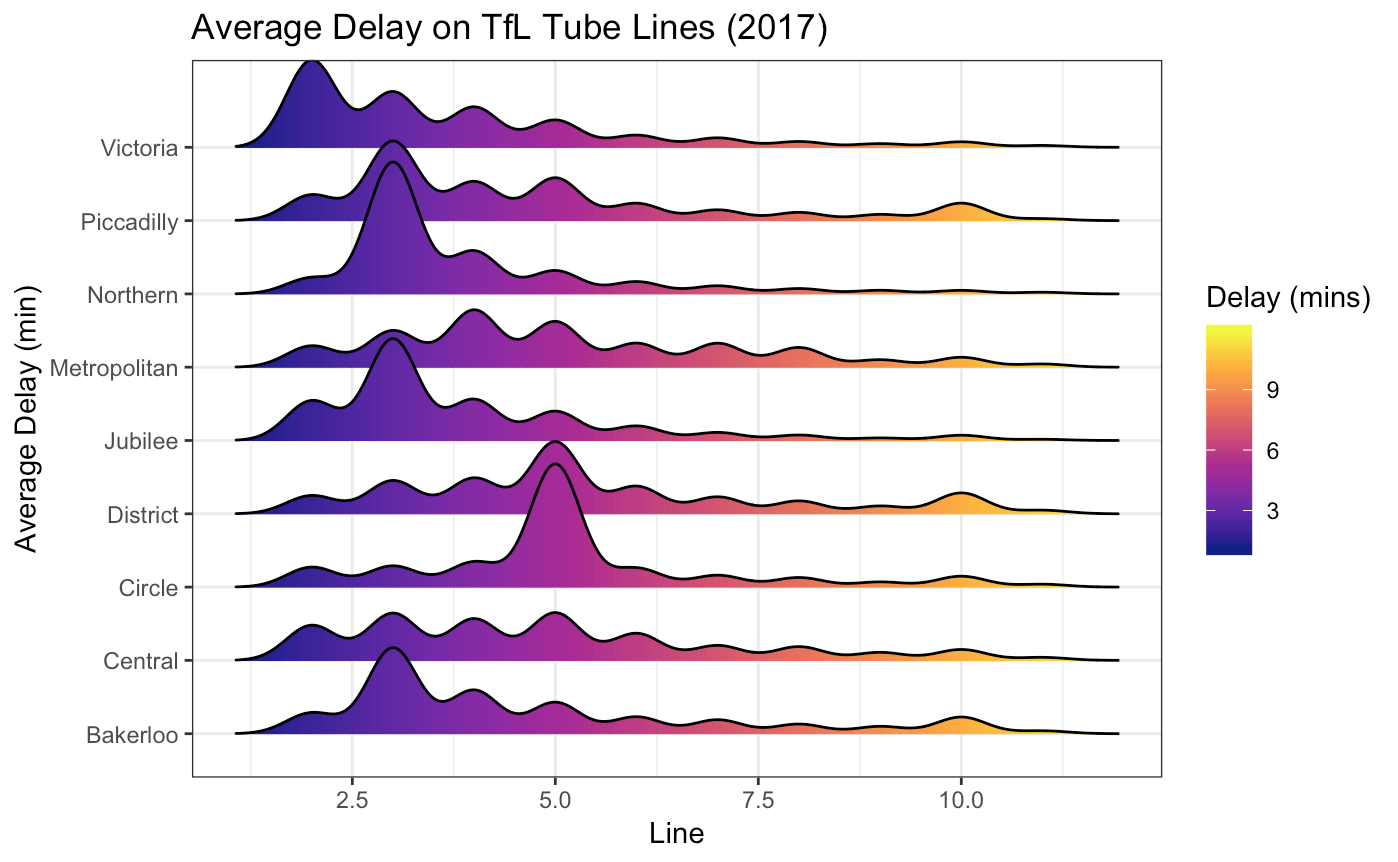 Average Delay on TfL Tube Lines (2017)
Average Delay (min)
Victoria
Piccadilly
Northern
Metropolitan
Jubilee
District
Circle
Central
Bakerloo
2.5 5.0 7.5 10.0
Line
Delay (mins)
9
6
3